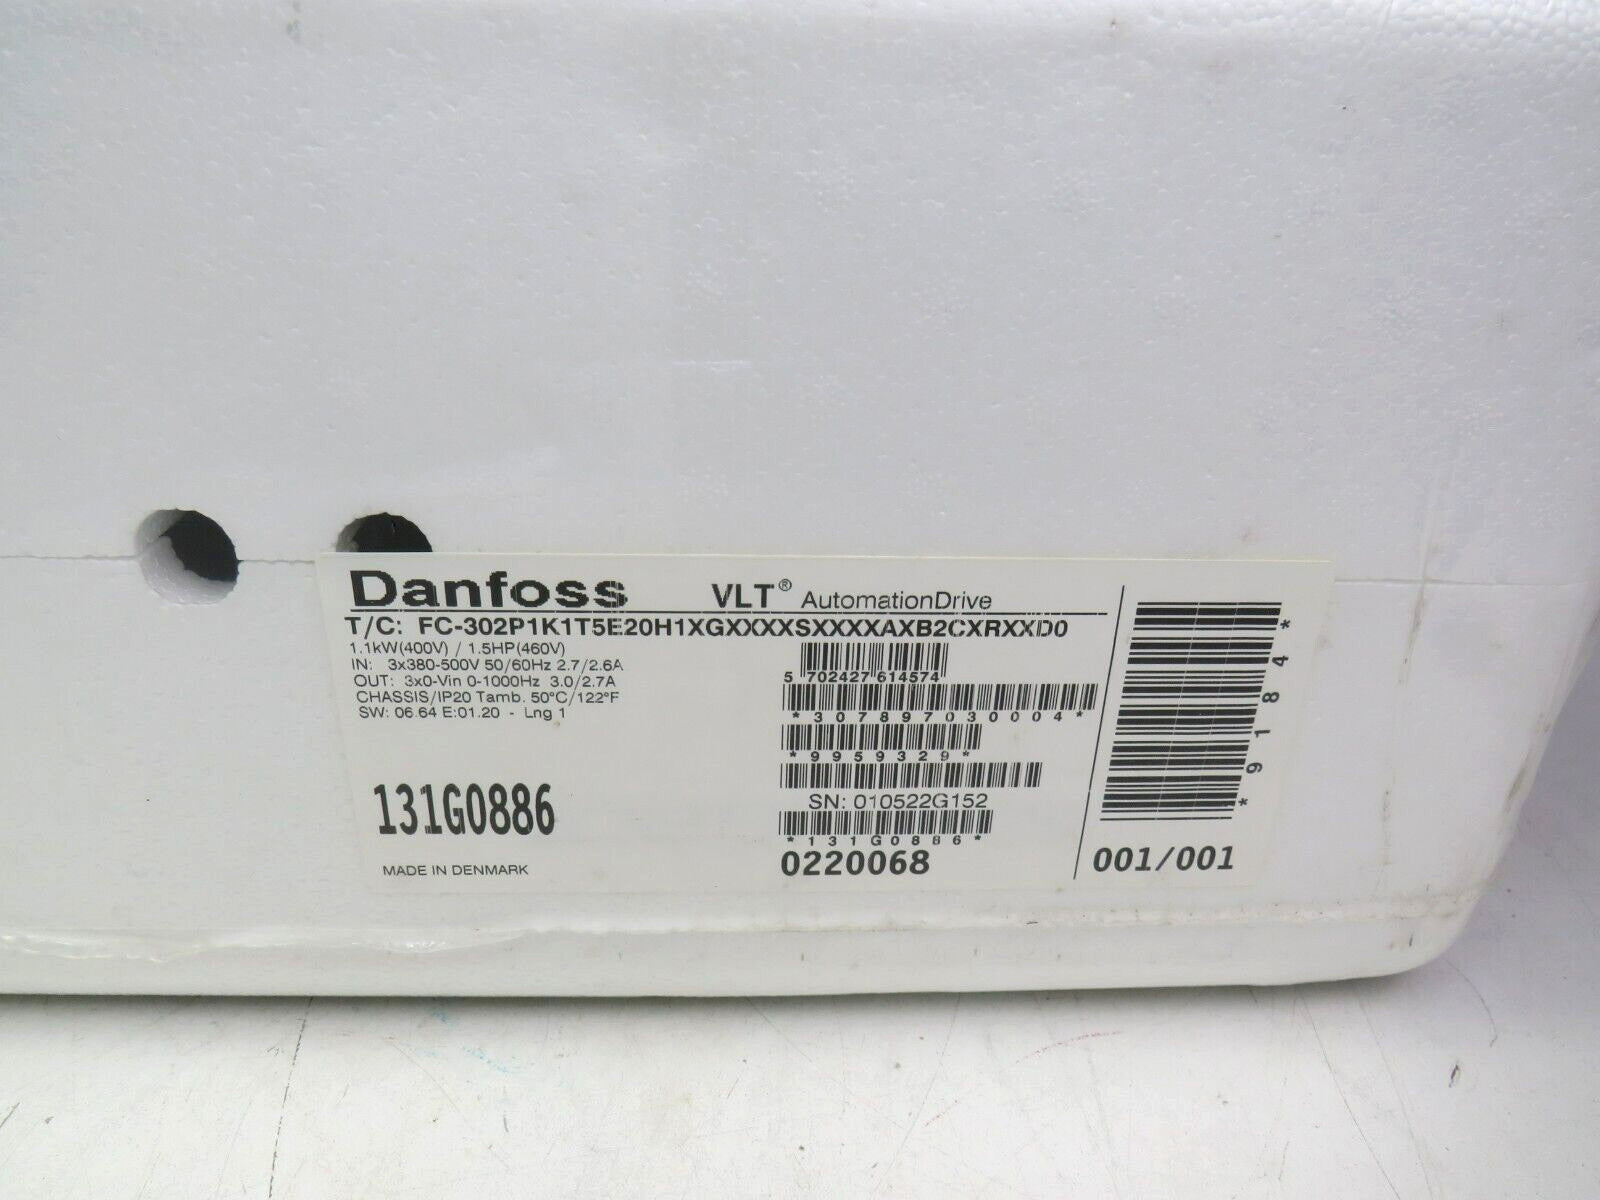 Danfoss VLT® AutomationDrive
T/C: FC-302P1K1T5E20H1XGXXXXSXXXXAXB2CXRXXD0
1.1kW(400V) / 1.5HP(460V)
IN: 3x380-500V 50/60Hz 2.7/2.6A
OUT: 3x0-Vin 0-1000Hz 3.0/2.7A
CHASSIS/IP20 Tamb. 50°C/122°F
SW: 06.64 E:01.20 - Lng 1
131G0886
MADE IN DENMARK
5 702427 614574
*307897030004*
*9959329*
SN: 010522G152
*131G0886*
0220068
*9184*
001/001